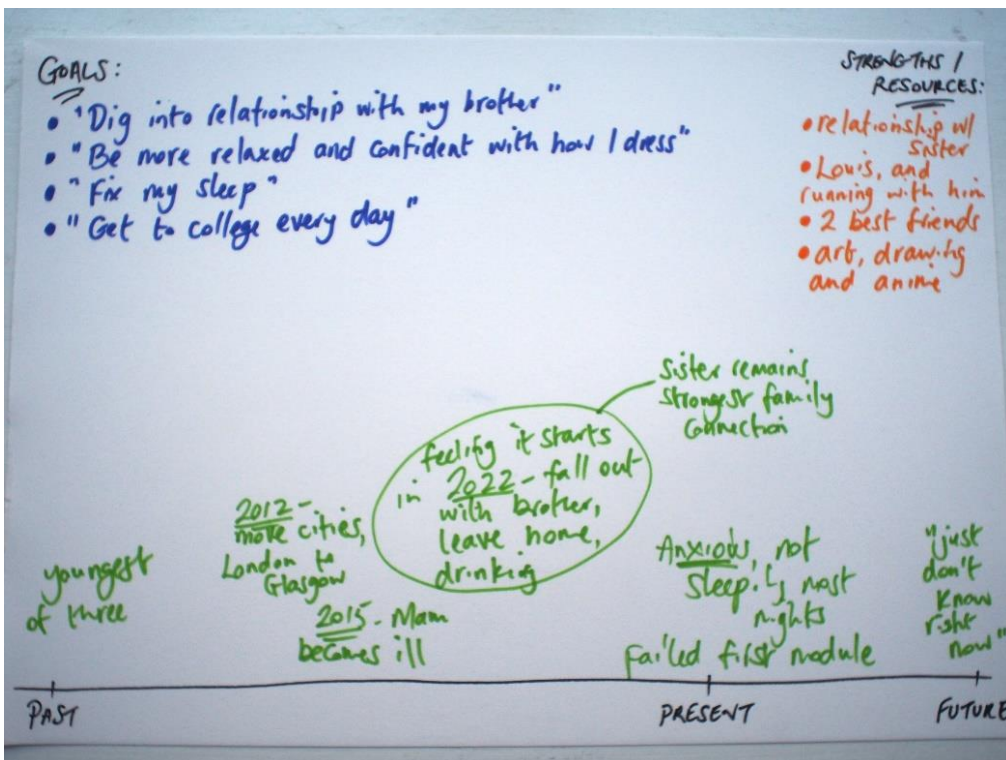 GOALS:
• "Dig into relationship with my brother"
• "Be more relaxed and confident with how I dress"
• "Fix my sleep"
• "Get to college every day"
STRENGTHS /
RESOURCES:
• relationship w/
sister
• Louis, and
running with him
• 2 best friends
• art, drawing
and anime
sister remains
strongest family
connection
feeling it starts
in 2022 - fall out
with brother,
leave home,
drinking
youngest
of three
2012 -
move cities,
London to
Glasgow
2015 - Mam
becomes ill
Anxious, not
sleeping most
nights
Failed first module
"just
don't
know
right
now"
PAST
PRESENT
FUTURE